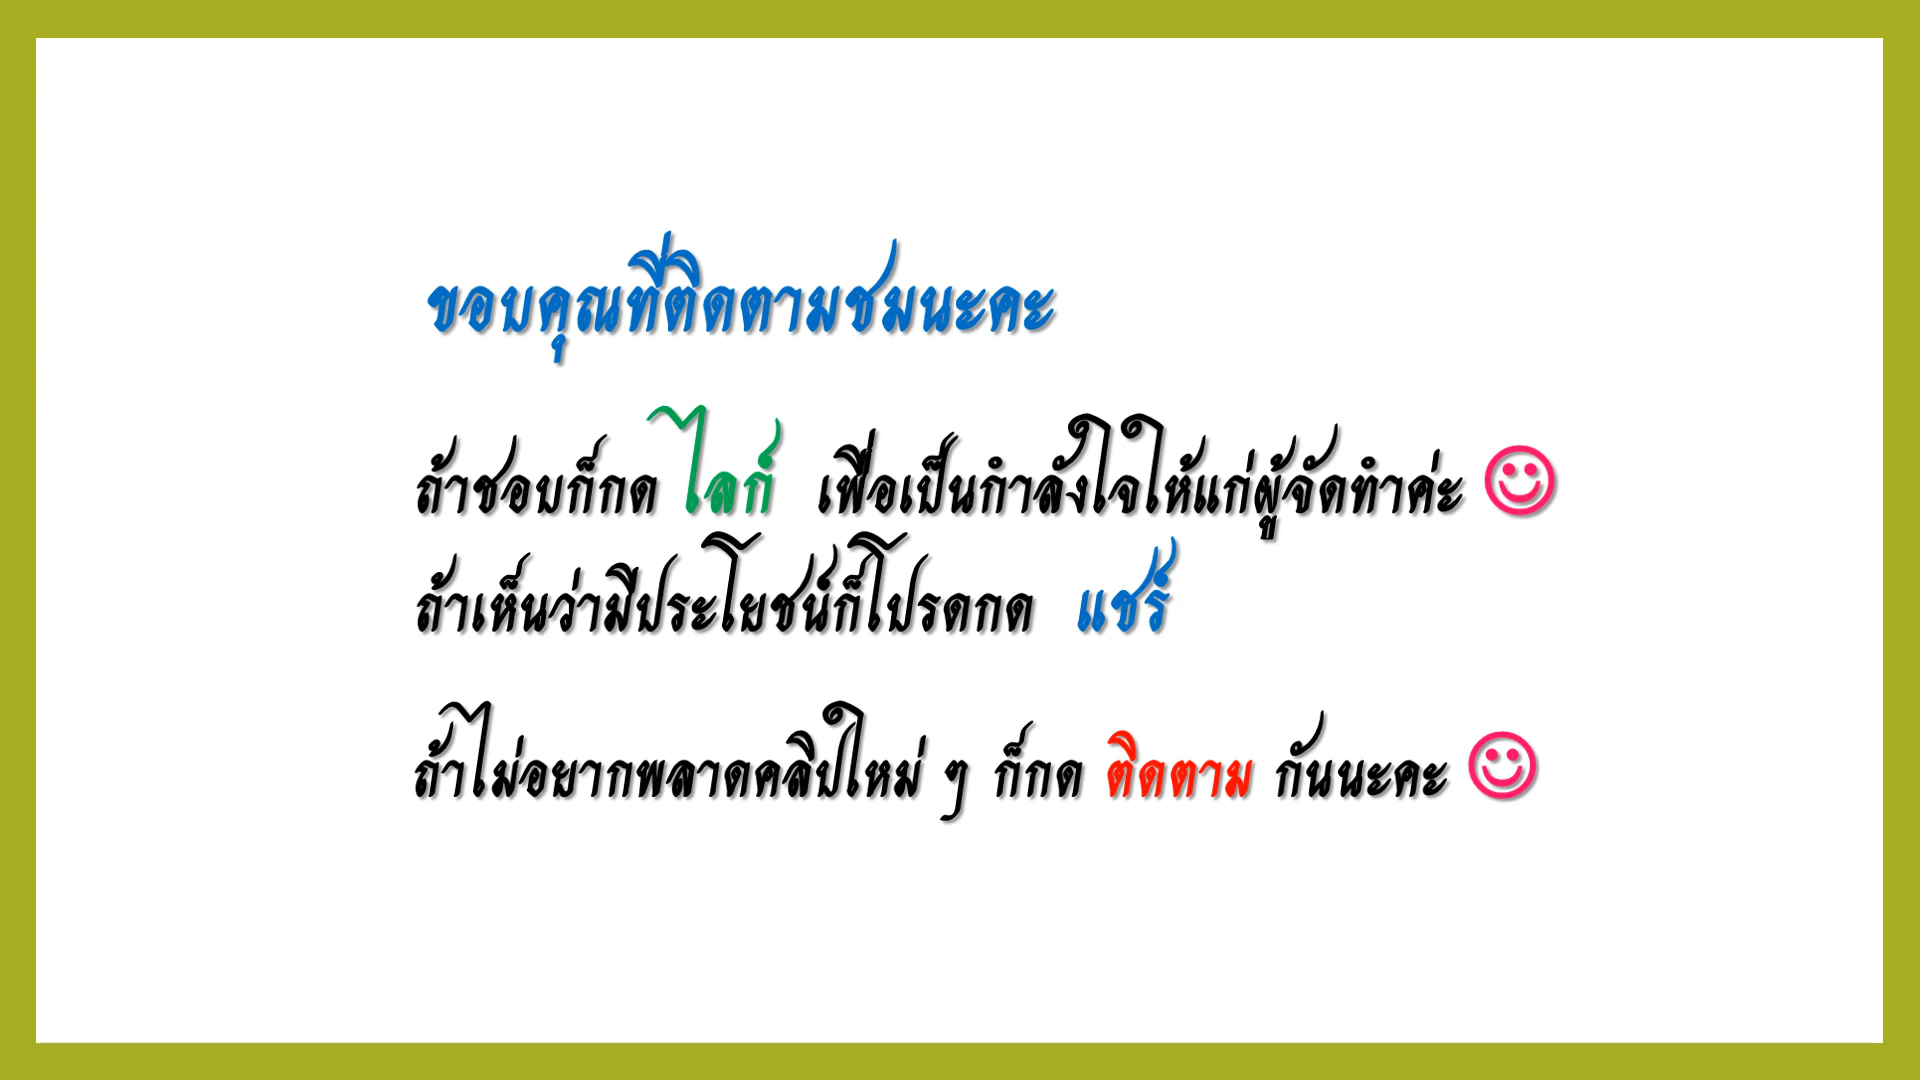 ขอบคุณที่ติดตามชมนะคะ
ถ้าชอบก็กด ไลก์ เพื่อเป็นกำลังใจให้แก่ผู้จัดทำค่ะ ☺
ถ้าเห็นว่ามีประโยชน์ก็โปรดกด แชร์
ถ้าไม่อยากพลาดคลิปใหม่ ๆ ก็กด ติดตาม กันนะคะ ☺